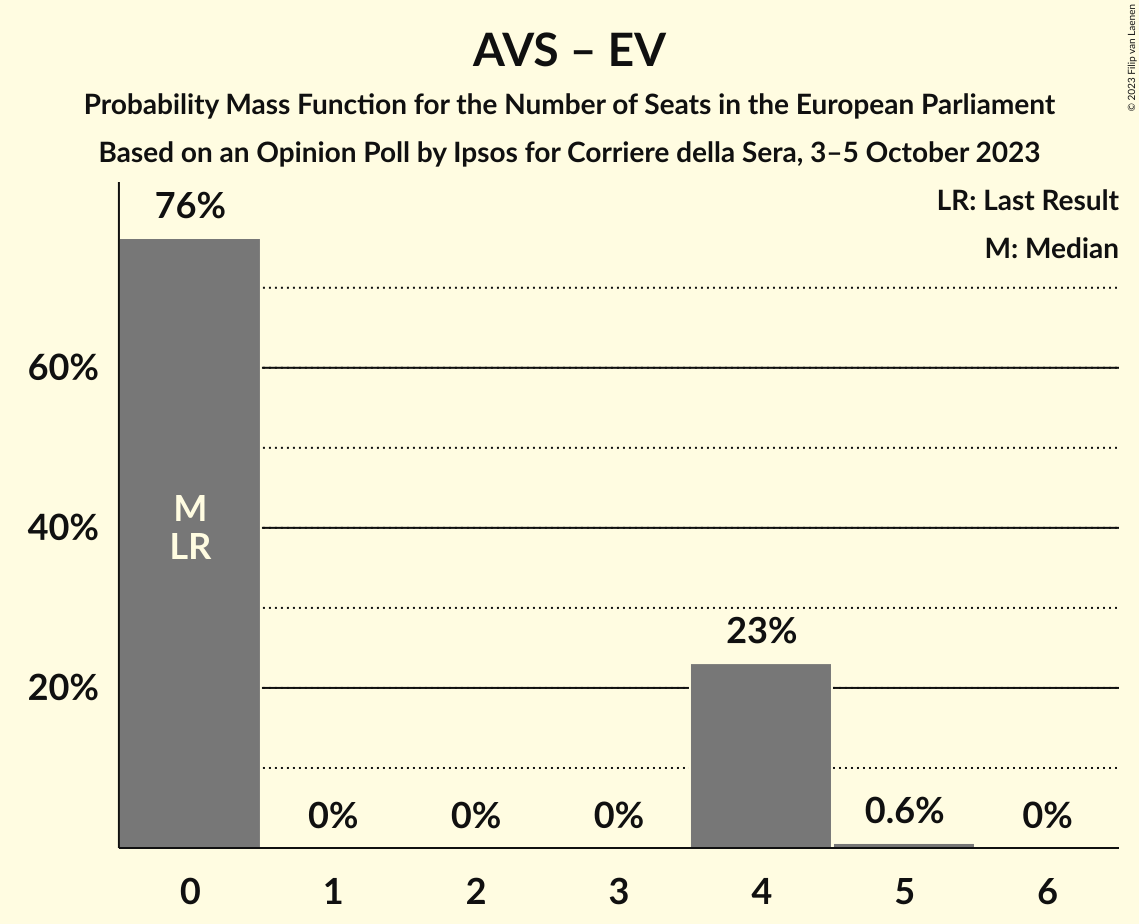 AVS – EV
Probability Mass Function for the Number of Seats in the European Parliament
Based on an Opinion Poll by Ipsos for Corriere della Sera, 3–5 October 2023
© 2023 Filip van Laenen
LR: Last Result
M: Median
76%
60%
40%
20%
M
LR
0%
0%
0%
23%
0.6%
0%
0
1
2
3
4
5
6